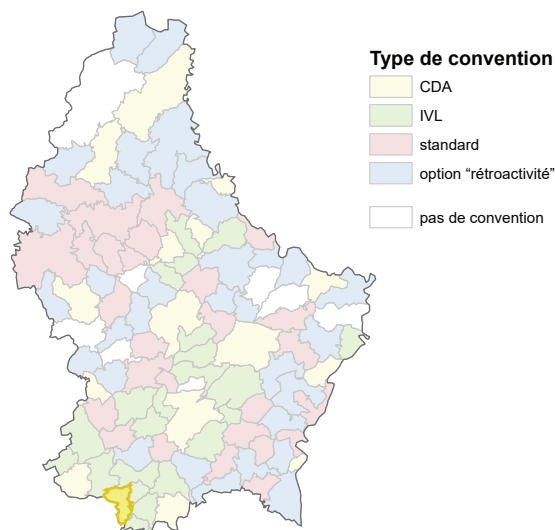 Type de convention
CDA
IVL
standard
option “rétroactivité”
pas de convention